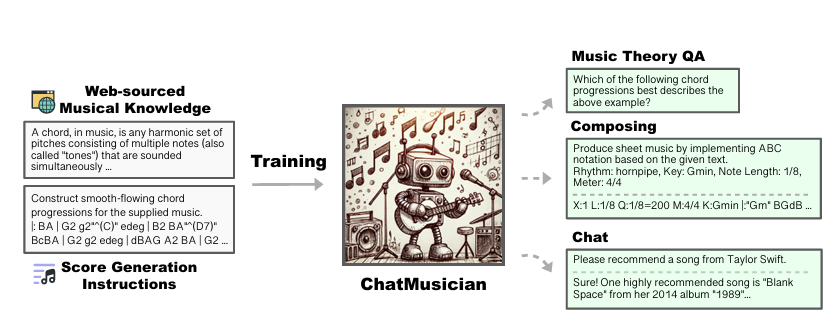 Web-sourced
Musical Knowledge
A chord, in music, is any harmonic set of
pitches consisting of multiple notes (also
called "tones") that are sounded
simultaneously ...
Construct smooth-flowing chord
progressions for the supplied music.
|: BA | G2 g2"^(C)" edeg | B2 BA"^(D7)"
BcBA | G2 g2 edeg | dBAG A2 BA | G2 ...
Score Generation
Instructions
Training
ChatMusician
Music Theory QA
Which of the following chord
progressions best describes the
above example?
Composing
Produce sheet music by implementing ABC
notation based on the given text.
Rhythm: hornpipe, Key: Gmin, Note Length: 1/8,
Meter: 4/4
X:1 L:1/8 Q:1/8=200 M:4/4 K:Gmin |:"Gm" BGdB ...
Chat
Please recommend a song from Taylor Swift.
Sure! One highly recommended song is "Blank
Space" from her 2014 album "1989"...